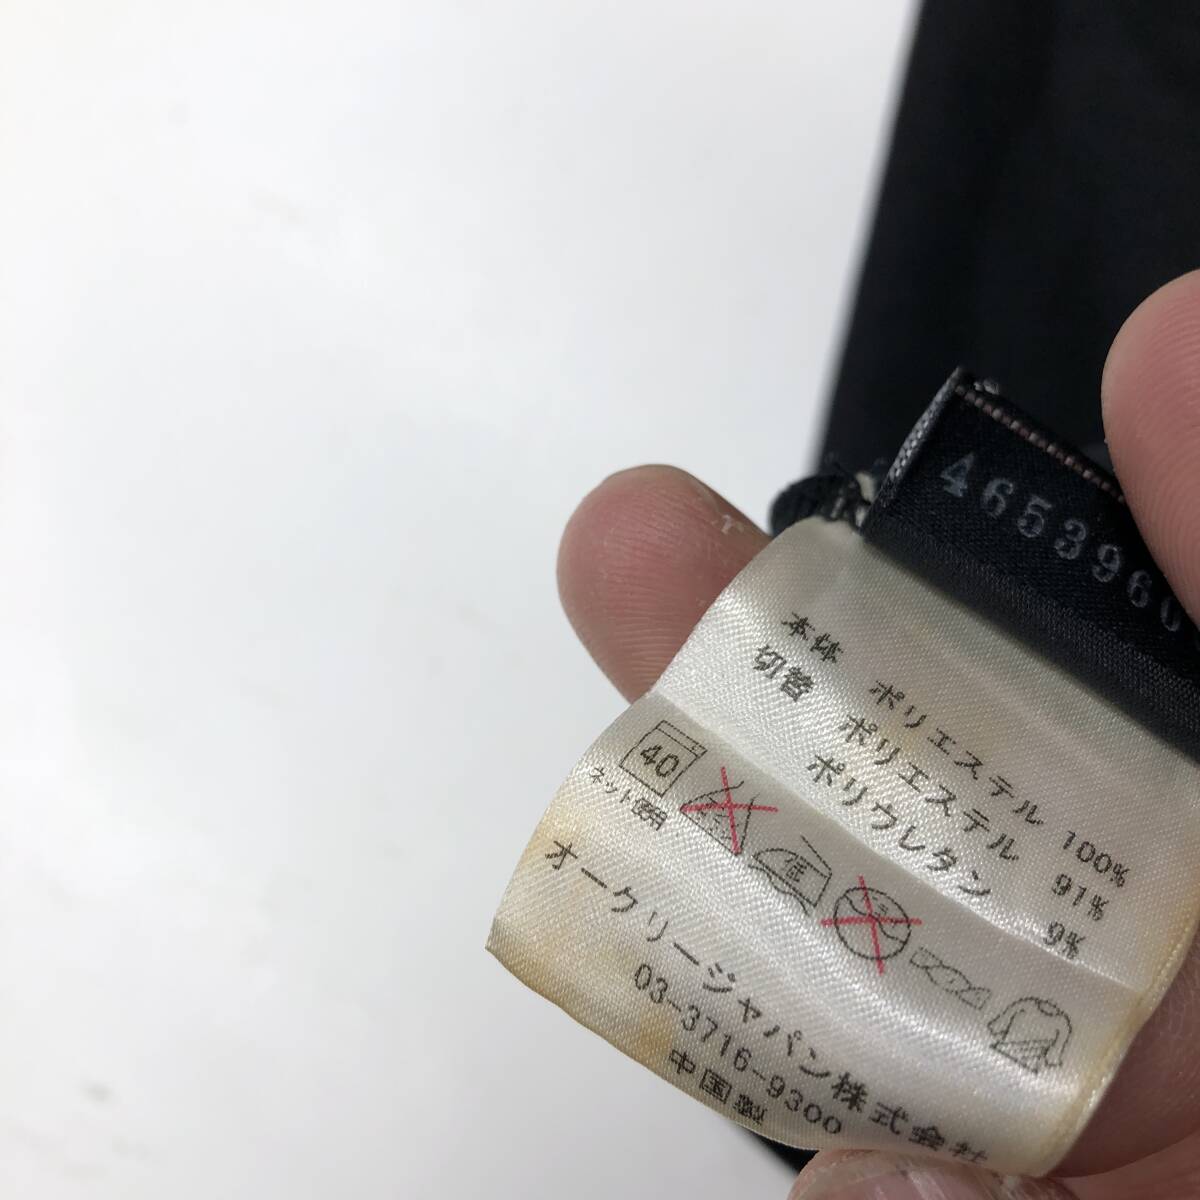 4653960
本体 ポリエステル 100%
切替 ポリエステル 91%
ポリウレタン 9%
40
ネット使用
低
オークリージャパン株式会社
03-3716-9300
中国製